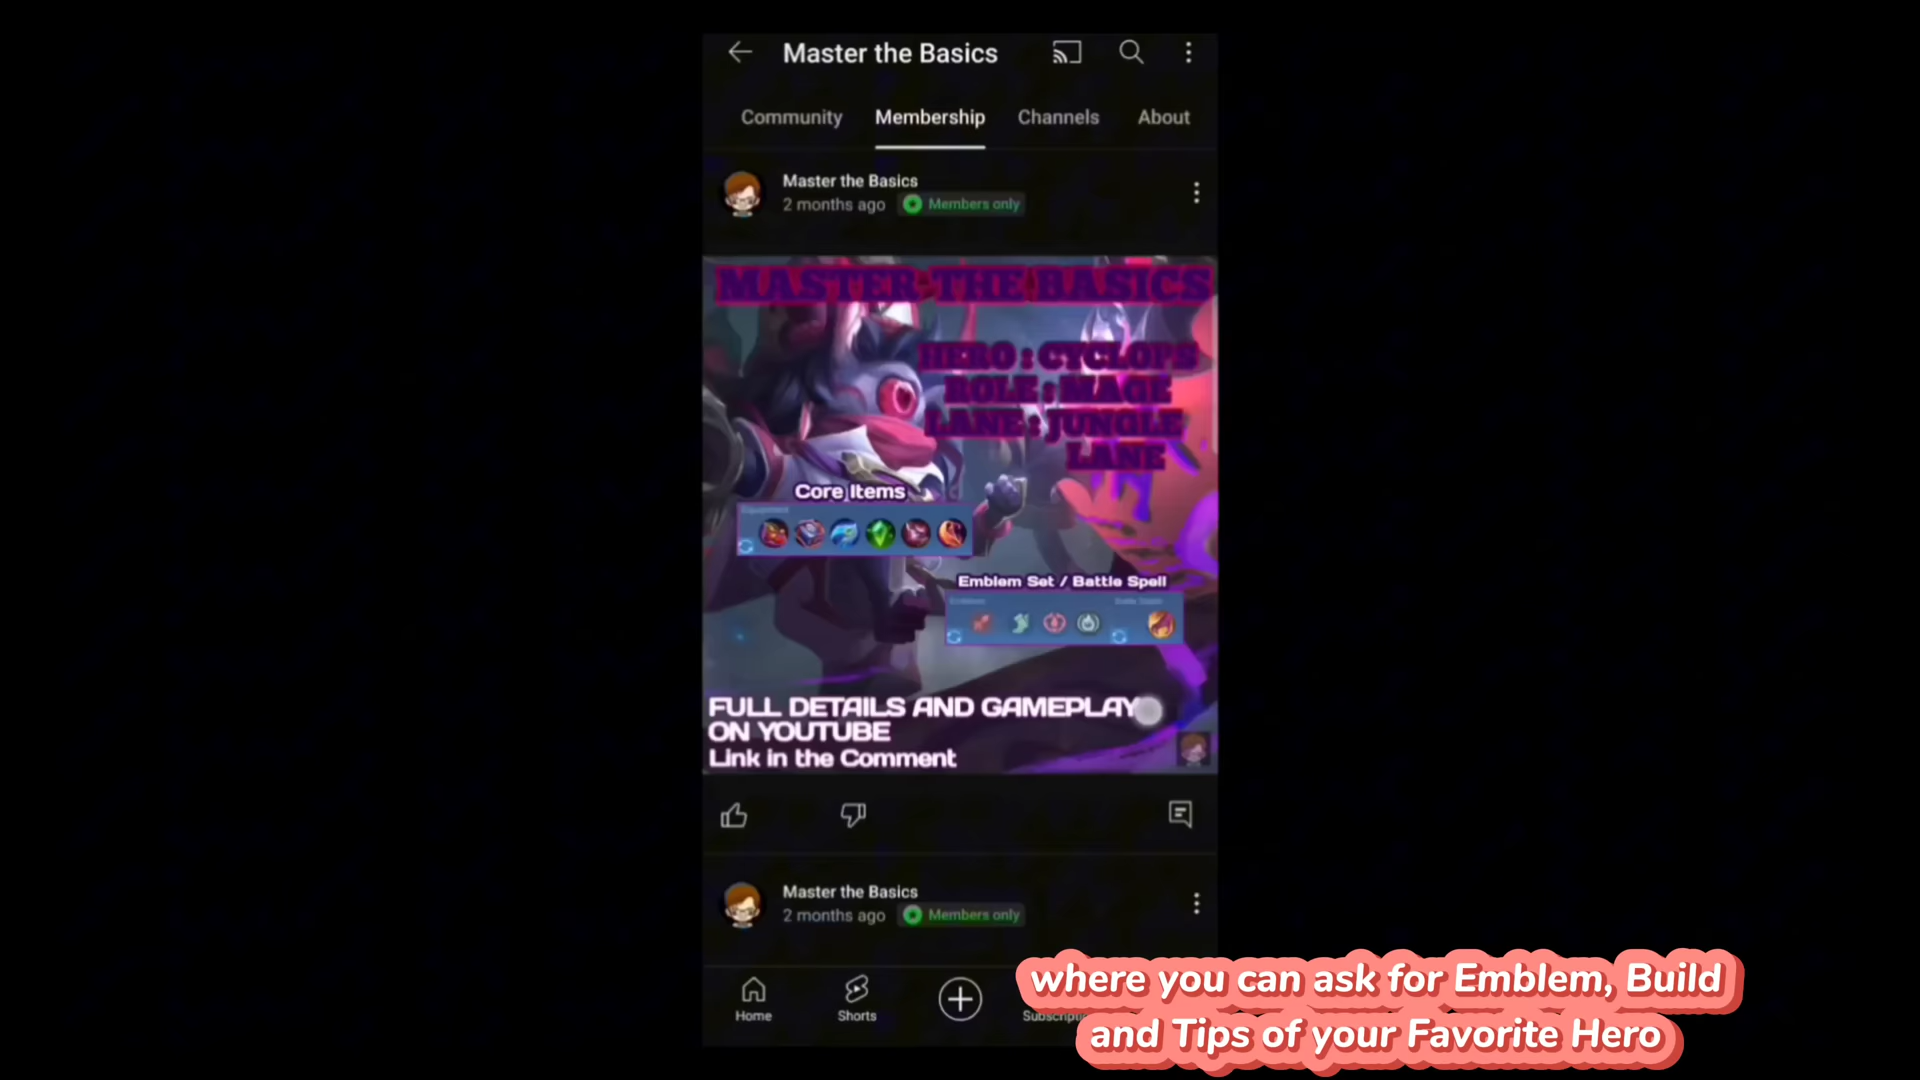 Master the Basics
Community Membership Channels About
Master the Basics
2 months ago Members only
MASTER THE BASICS
HERO : CYCLOPS
ROLE : MAGE
LANE : JUNGLE
LANE
Core Items
Equipment
Emblem Set / Battle Spell
FULL DETAILS AND GAMEPLAY
ON YOUTUBE
Link in the Comment
Master the Basics
2 months ago Members only
where you can ask for Emblem, Build
and Tips of your Favorite Hero
Home Shorts